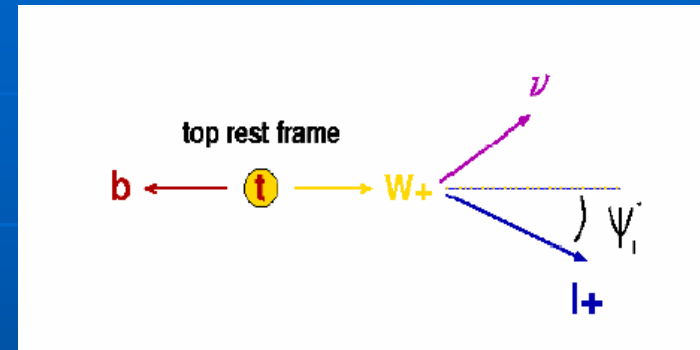 ν
top rest frame
b
t
W+
Ψ*l
l+